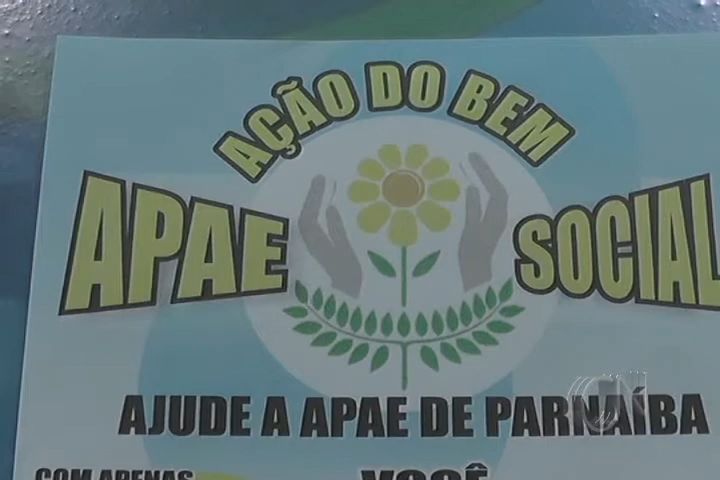 AÇÃO DO BEM
APAE SOCIAL
AJUDE A APAE DE PARNAÍBA
COM APENAS VOCÊ